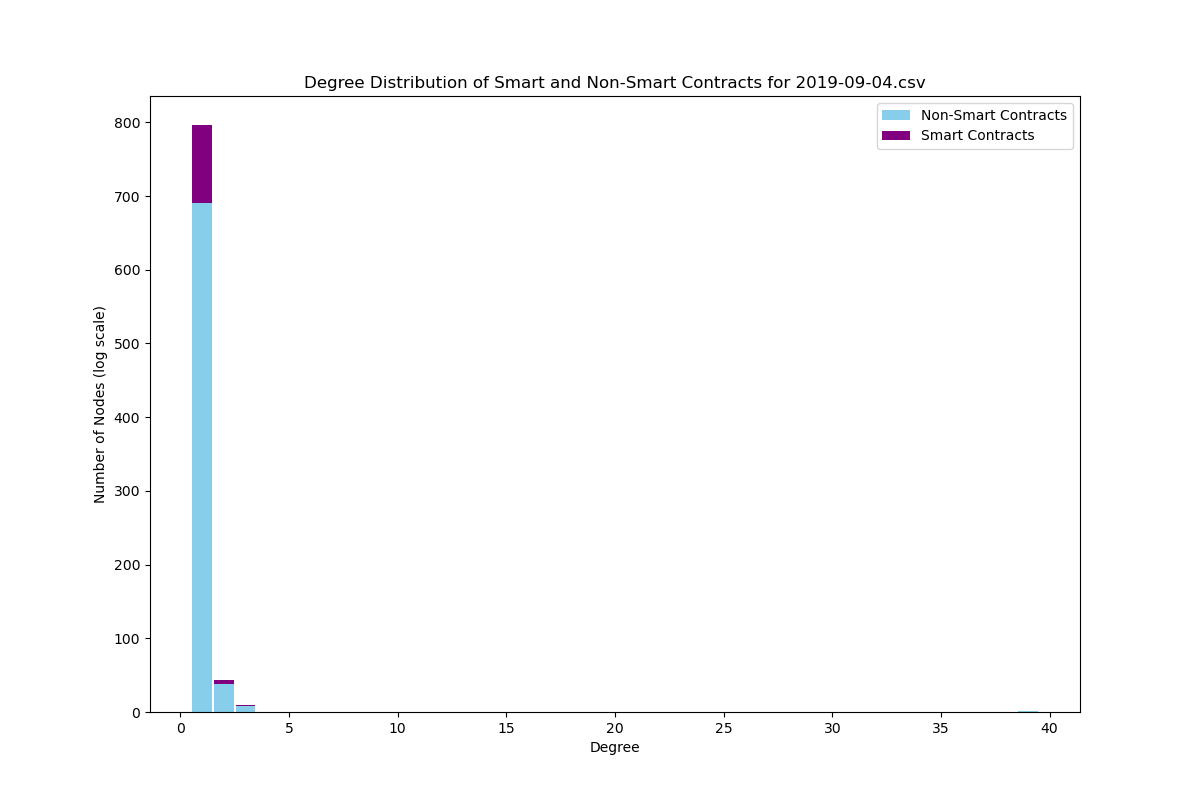 Degree Distribution of Smart and Non-Smart Contracts for 2019-09-04.csv
Non-Smart Contracts
Smart Contracts
Number of Nodes (log scale)
800
700
600
500
400
300
200
100
0
0 5 10 15 20 25 30 35 40
Degree